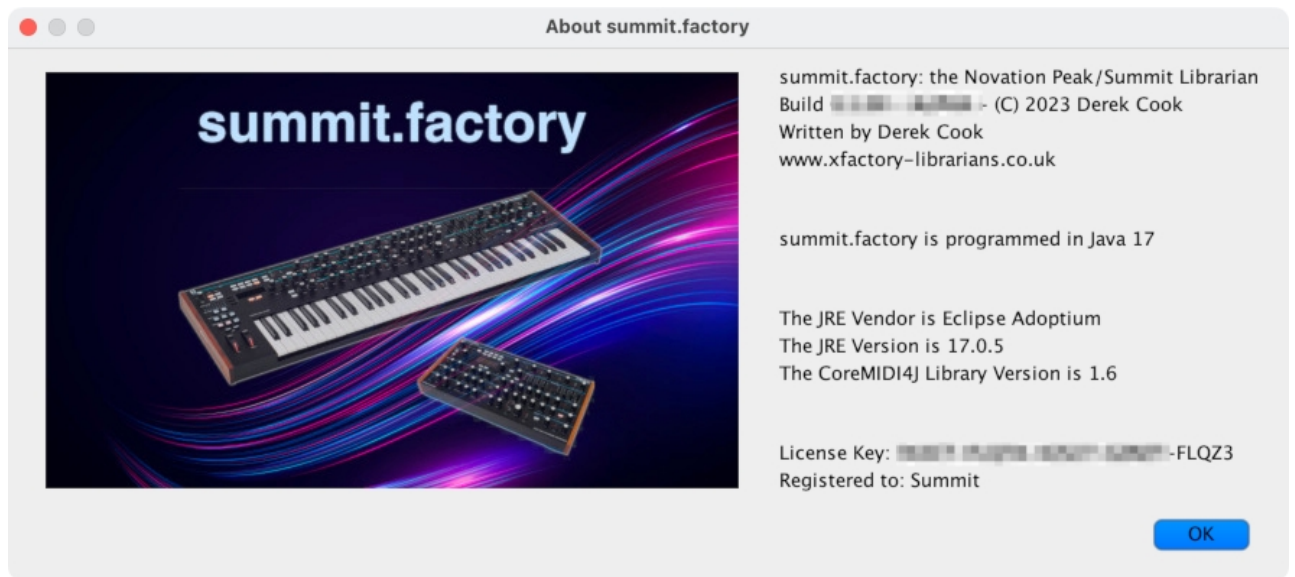 About summit.factory
summit.factory
summit.factory: the Novation Peak/Summit Librarian
Build - (C) 2023 Derek Cook
Written by Derek Cook
www.xfactory-librarians.co.uk
summit.factory is programmed in Java 17
The JRE Vendor is Eclipse Adoptium
The JRE Version is 17.0.5
The CoreMIDI4J Library Version is 1.6
License Key: -FLQZ3
Registered to: Summit
OK